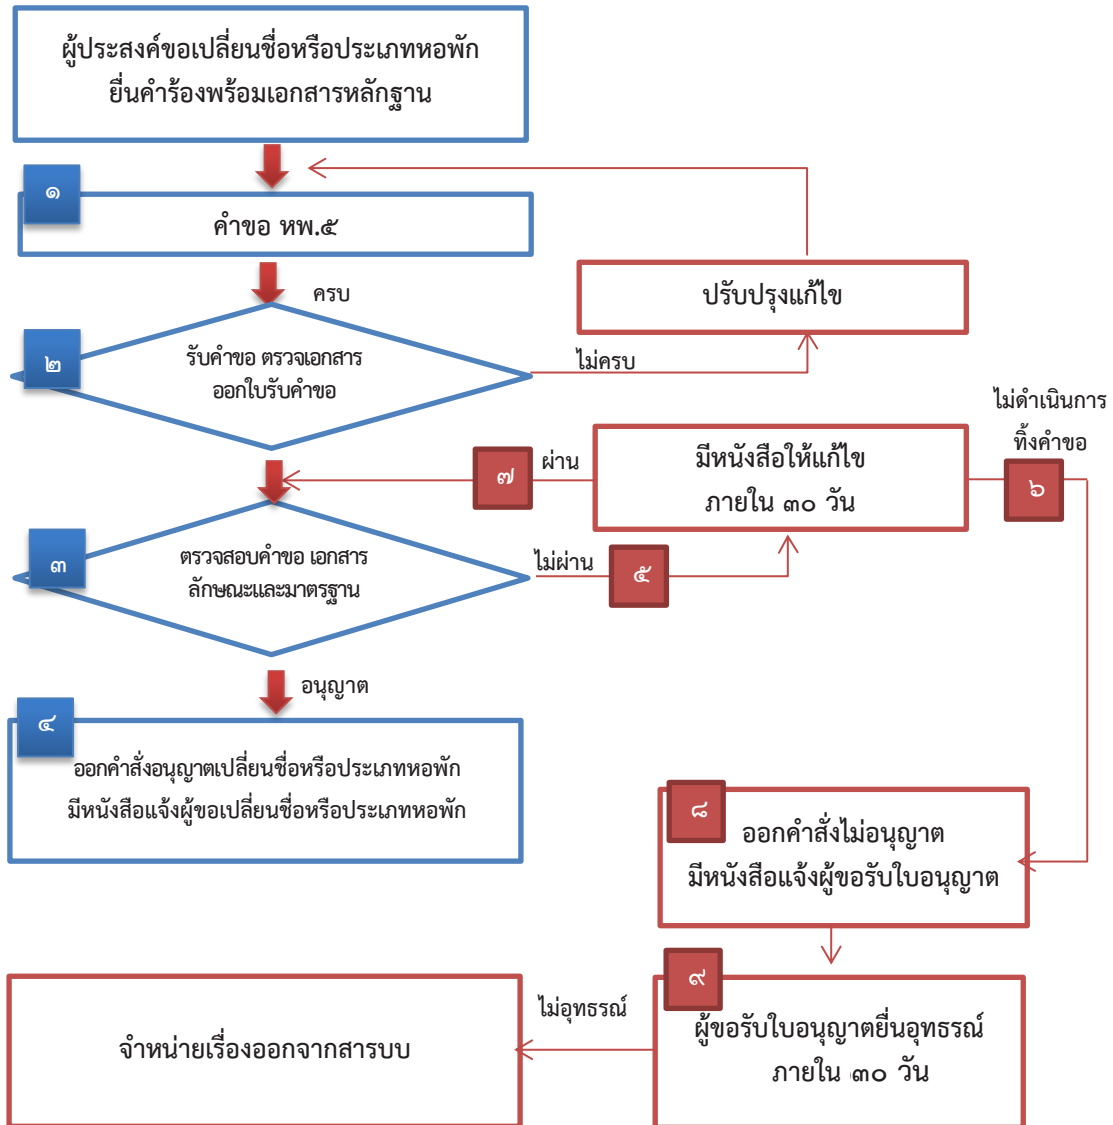 ผู้ประสงค์ขอเปลี่ยนชื่อหรือประเภทหอพัก
ยื่นคำร้องพร้อมเอกสารหลักฐาน
๑
คำขอ หพ.๕
ครบ
ปรับปรุงแก้ไข
๒
รับคำขอ ตรวจเอกสาร
ออกใบรับคำขอ
ไม่ครบ
ไม่ดำเนินการ
ทิ้งคำขอ
๗
ผ่าน
มีหนังสือให้แก้ไข
ภายใน ๓๐ วัน
๖
๓
ตรวจสอบคำขอ เอกสาร
ลักษณะและมาตรฐาน
ไม่ผ่าน
๕
อนุญาต
๔
ออกคำสั่งอนุญาตเปลี่ยนชื่อหรือประเภทหอพัก
มีหนังสือแจ้งผู้ขอเปลี่ยนชื่อหรือประเภทหอพัก
๘
ออกคำสั่งไม่อนุญาต
มีหนังสือแจ้งผู้ขอรับใบอนุญาต
๙
ผู้ขอรับใบอนุญาตยื่นอุทธรณ์
ภายใน ๓๐ วัน
ไม่อุทธรณ์
จำหน่ายเรื่องออกจากสารบบ